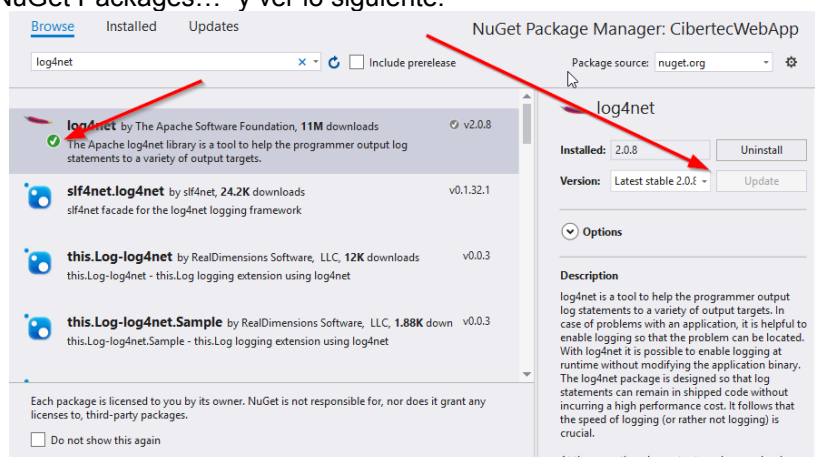 NuGet Packages…" y ver lo siguiente:
Browse Installed Updates
NuGet Package Manager: CibertecWebApp
log4net
Include prerelease
Package source: nuget.org
log4net by The Apache Software Foundation, 11M downloads v2.0.8
The Apache log4net library is a tool to help the programmer output log
statements to a variety of output targets.
slf4net.log4net by slf4net, 24.2K downloads v0.1.32.1
slf4net facade for the log4net logging framework
this.Log-log4net by RealDimensions Software, LLC, 12K downloads v0.0.3
this.Log-log4net - this.Log logging extension using log4net
this.Log-log4net.Sample by RealDimensions Software, LLC, 1.88K down v0.0.3
this.Log-log4net.Sample - this.Log logging extension using log4net
Each package is licensed to you by its owner. NuGet is not responsible for, nor does it grant any
licenses to, third-party packages.
Do not show this again
log4net
Installed: 2.0.8 Uninstall
Version: Latest stable 2.0.8 Update
Options
Description
log4net is a tool to help the programmer output
log statements to a variety of output targets. In
case of problems with an application, it is helpful to
enable logging so that the problem can be located.
With log4net it is possible to enable logging at
runtime without modifying the application binary.
The log4net package is designed so that log
statements can remain in shipped code without
incurring a high performance cost. It follows that
the speed of logging (or rather not logging) is
crucial.